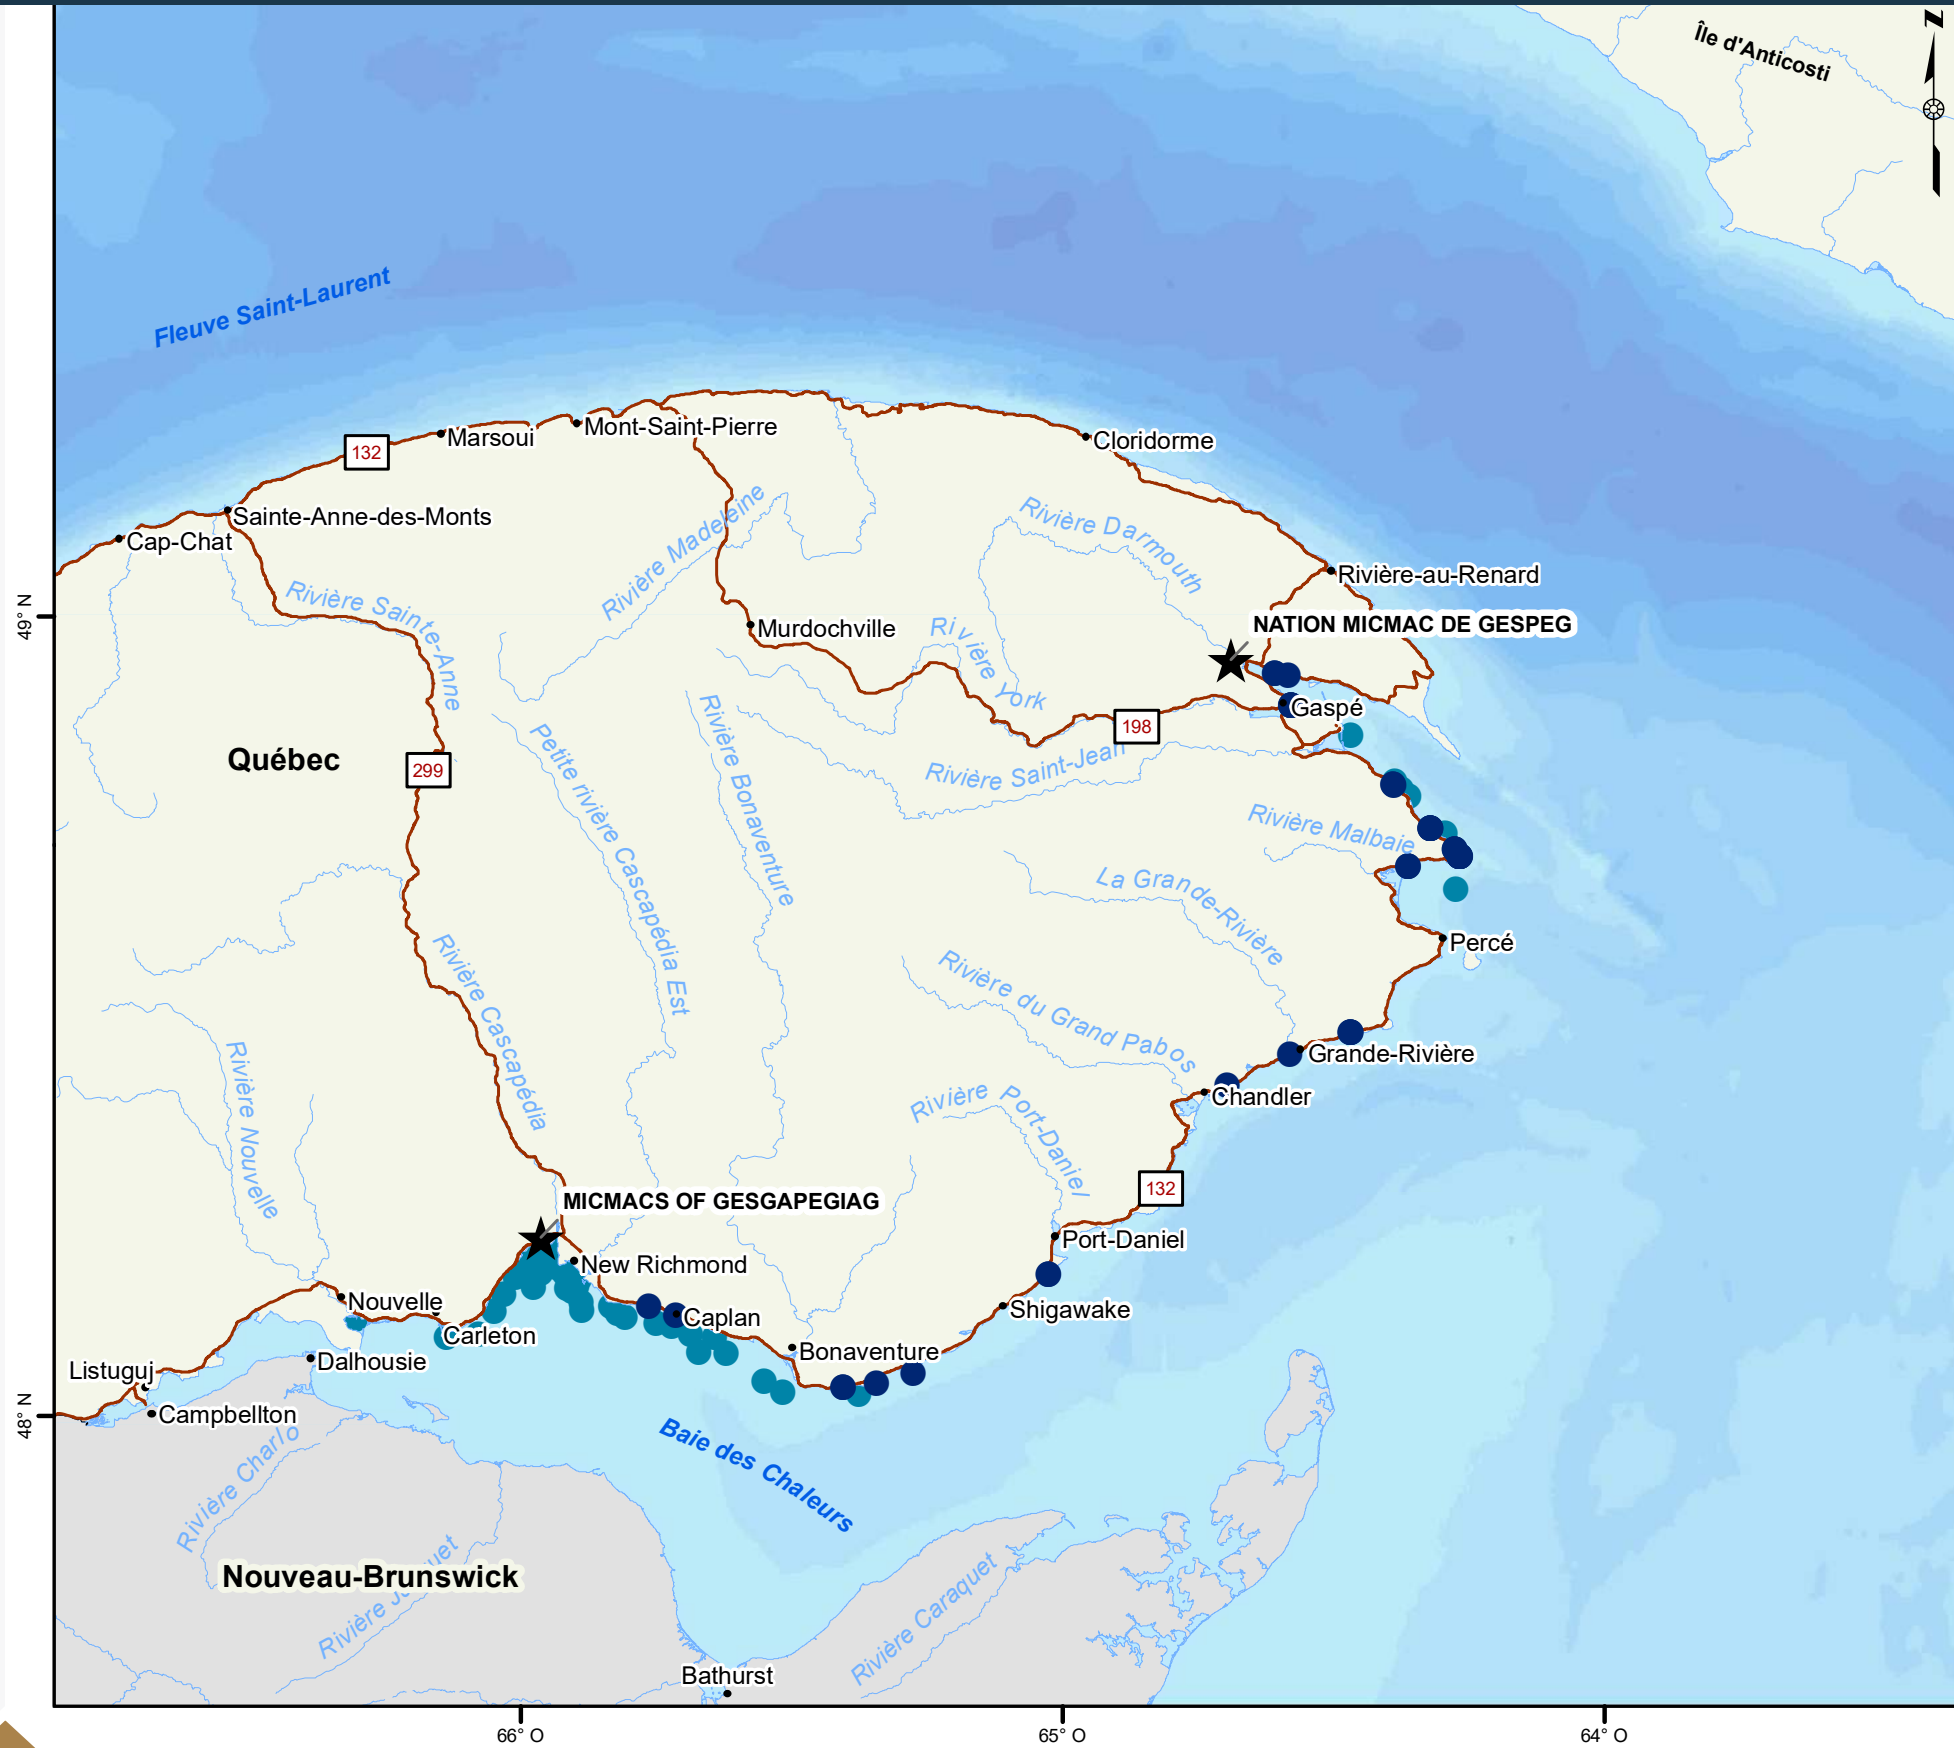 N
Île d'Anticosti
Fleuve Saint-Laurent
Marsoui
Mont-Saint-Pierre
Cloridorme
132
Sainte-Anne-des-Monts
Cap-Chat
Rivière Madeleine
Rivière Darmouth
Rivière-au-Renard
Rivière Sainte-Anne
49° N
NATION MICMAC DE GESPEG
Murdochville
Rivière York
Gaspé
198
Québec
299
Petite rivière Cascapédia Est
Rivière Bonaventure
Rivière Saint-Jean
Rivière Malbaie
La Grande-Rivière
Percé
Rivière Cascapédia
Rivière du Grand Pabos
Grande-Rivière
Chandler
Rivière Nouvelle
Rivière Port-Daniel
132
MICMACS OF GESGAPEGIAG
Port-Daniel
New Richmond
Nouvelle
Shigawake
Caplan
Carleton
Bonaventure
Dalhousie
Listuguj
48° N
Campbellton
Baie des Chaleurs
Rivière Charlo
Nouveau-Brunswick
Rivière
Rivière Caraquet
Bathurst
66° O
65° O
64° O